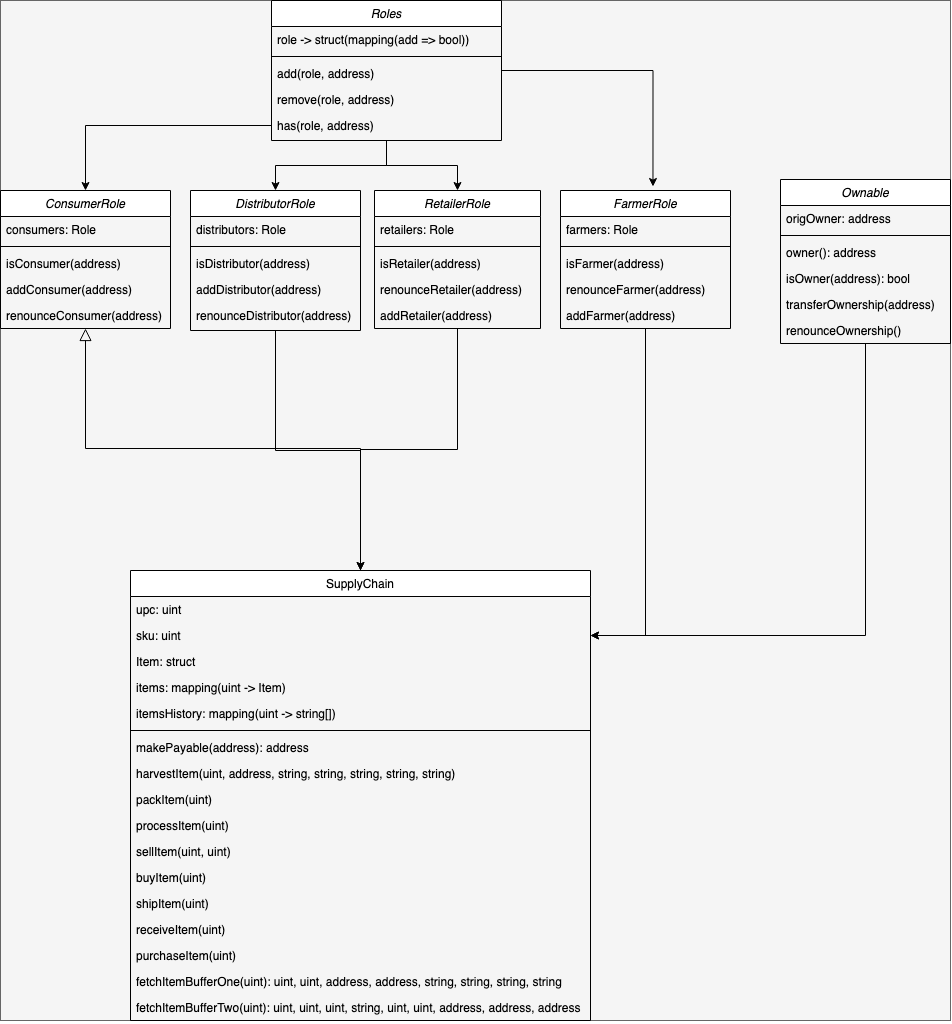 Roles
role -> struct(mapping(add => bool))
add(role, address)
remove(role, address)
has(role, address)
ConsumerRole
consumers: Role
isConsumer(address)
addConsumer(address)
renounceConsumer(address)
DistributorRole
distributors: Role
isDistributor(address)
addDistributor(address)
renounceDistributor(address)
RetailerRole
retailers: Role
isRetailer(address)
renounceRetailer(address)
addRetailer(address)
FarmerRole
farmers: Role
isFarmer(address)
renounceFarmer(address)
addFarmer(address)
Ownable
origOwner: address
owner(): address
isOwner(address): bool
transferOwnership(address)
renounceOwnership()
SupplyChain
upc: uint
sku: uint
Item: struct
items: mapping(uint -> Item)
itemsHistory: mapping(uint -> string[])
makePayable(address): address
harvestItem(uint, address, string, string, string, string, string)
packItem(uint)
processItem(uint)
sellItem(uint, uint)
buyItem(uint)
shipItem(uint)
receiveItem(uint)
purchaseItem(uint)
fetchItemBufferOne(uint): uint, uint, address, address, string, string, string, string
fetchItemBufferTwo(uint): uint, uint, uint, string, uint, uint, address, address, address